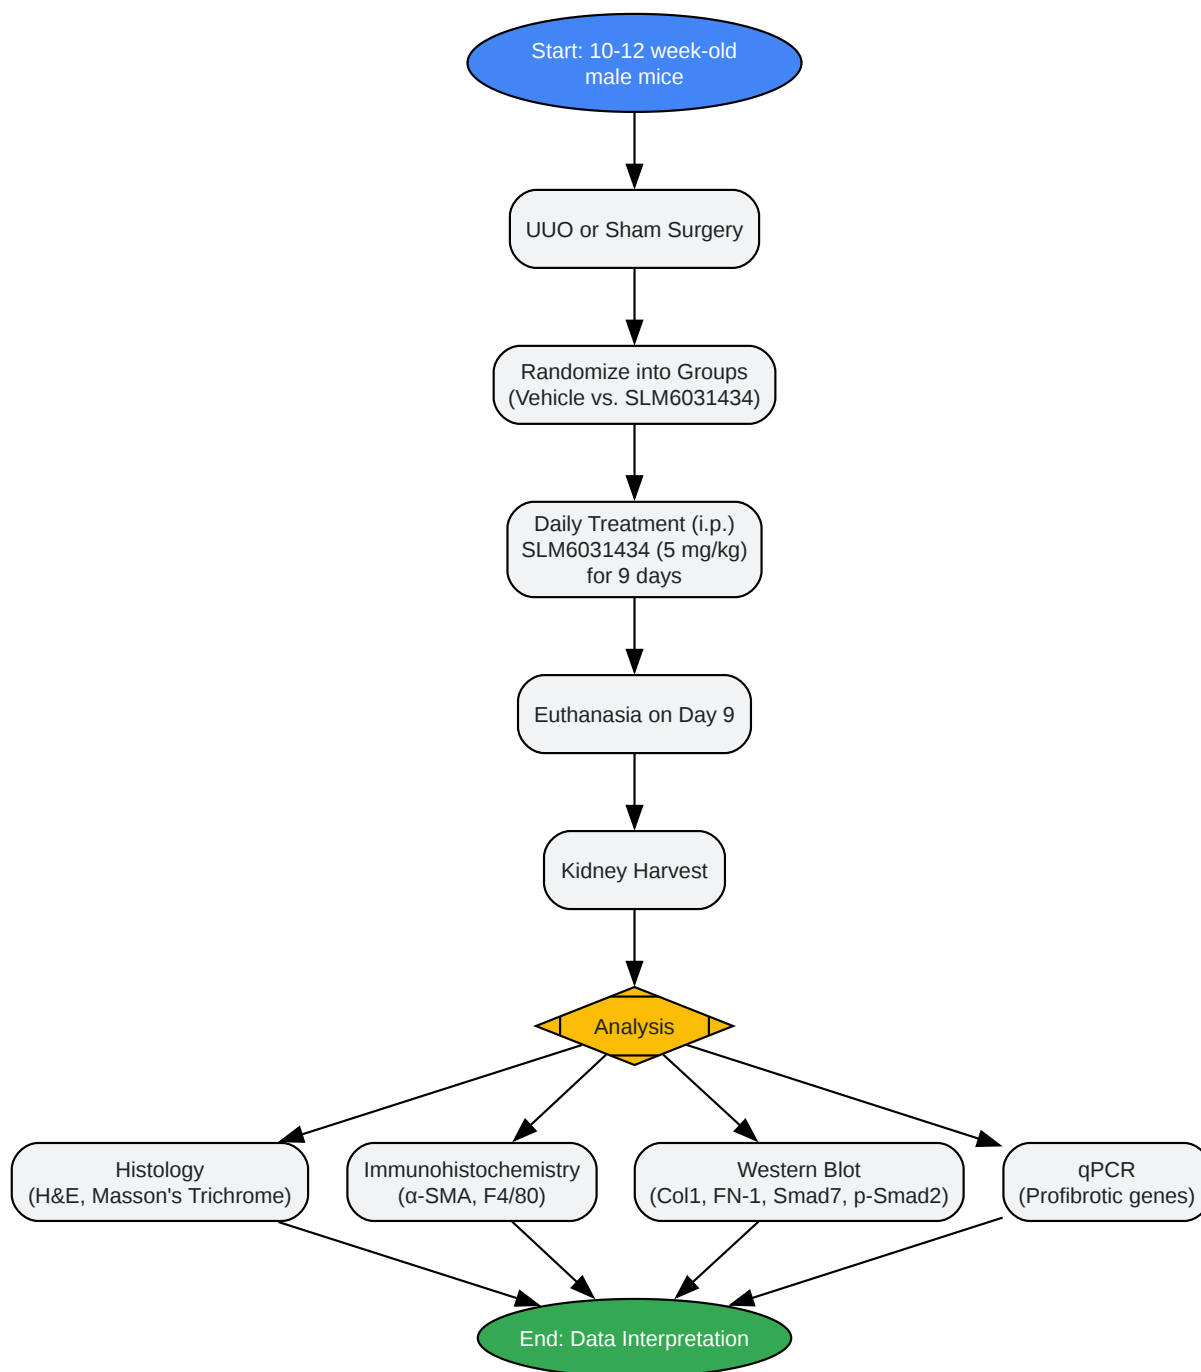 Start: 10-12 week-old
male mice
UUO or Sham Surgery
Randomize into Groups
(Vehicle vs. SLM6031434)
Daily Treatment (i.p.)
SLM6031434 (5 mg/kg)
for 9 days
Euthanasia on Day 9
Kidney Harvest
Analysis
Histology
(H&E, Masson's Trichrome)
Immunohistochemistry
(α-SMA, F4/80)
Western Blot
(Col1, FN-1, Smad7, p-Smad2)
qPCR
(Profibrotic genes)
End: Data Interpretation